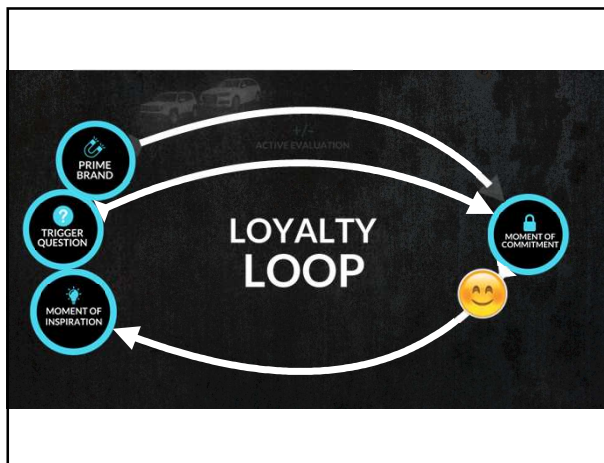 +/-
ACTIVE EVALUATION
PRIME
BRAND
?
TRIGGER
QUESTION
LOYALTY
LOOP
MOMENT OF
COMMITMENT
MOMENT OF
INSPIRATION